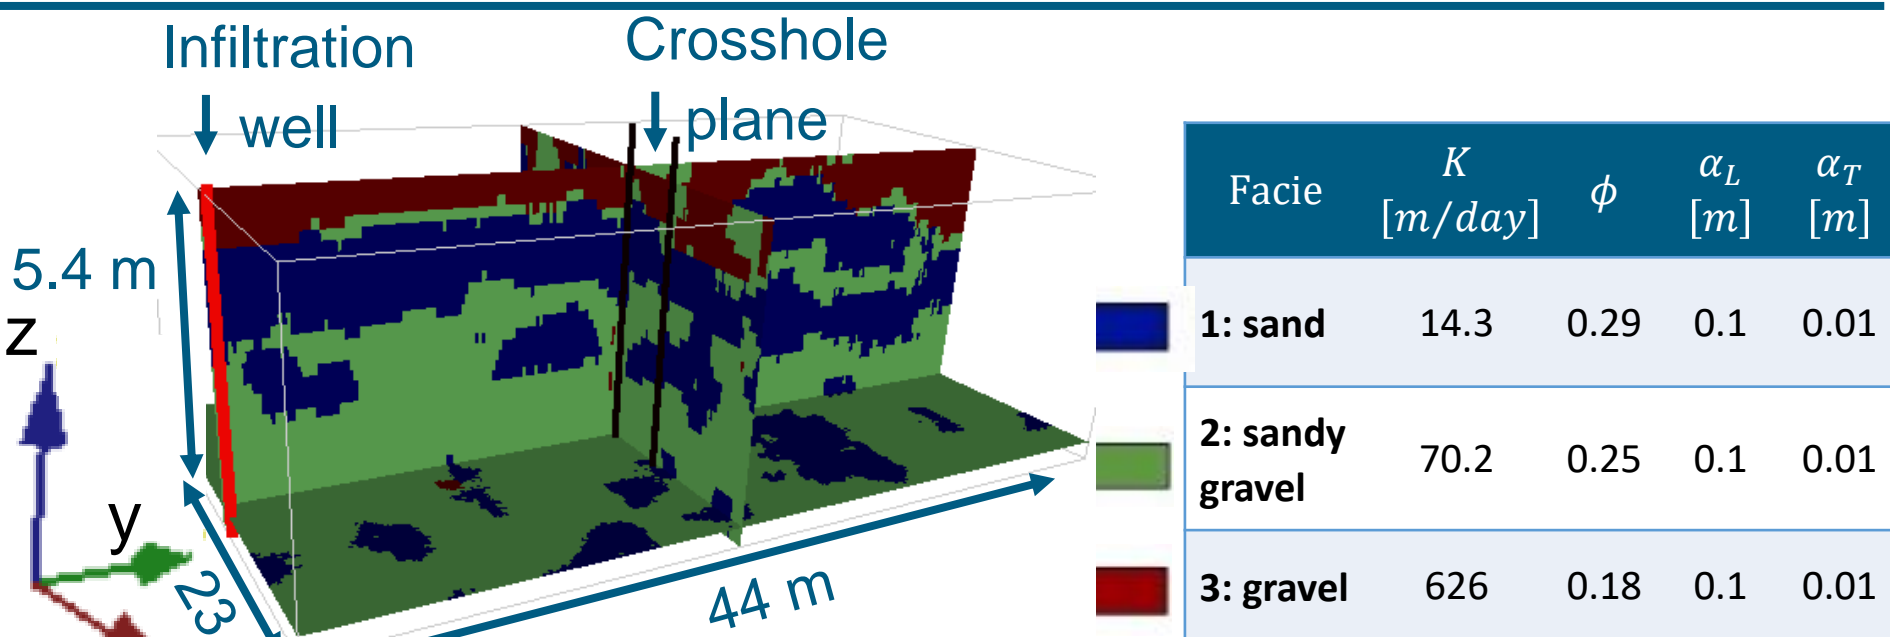 Infiltration
well
Crosshole
plane
5.4 m
z
y
23
44 m
Facie K [m/day] ϕ α_L [m] α_T [m]
1: sand 14.3 0.29 0.1 0.01
2: sandy gravel 70.2 0.25 0.1 0.01
3: gravel 626 0.18 0.1 0.01